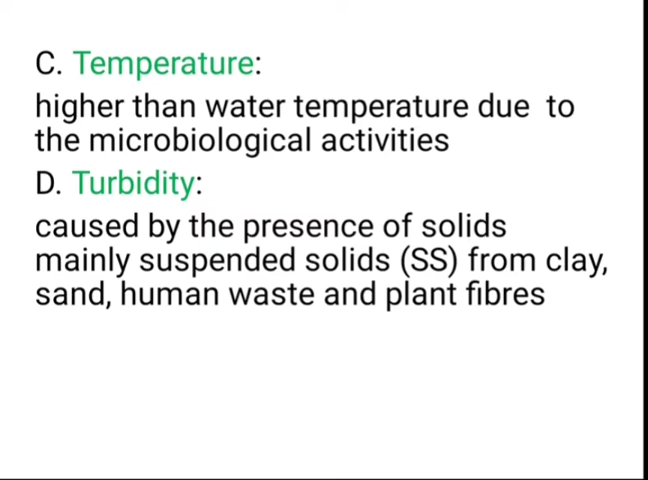 C. Temperature:
higher than water temperature due to
the microbiological activities
D. Turbidity:
caused by the presence of solids
mainly suspended solids (SS) from clay,
sand, human waste and plant fibres